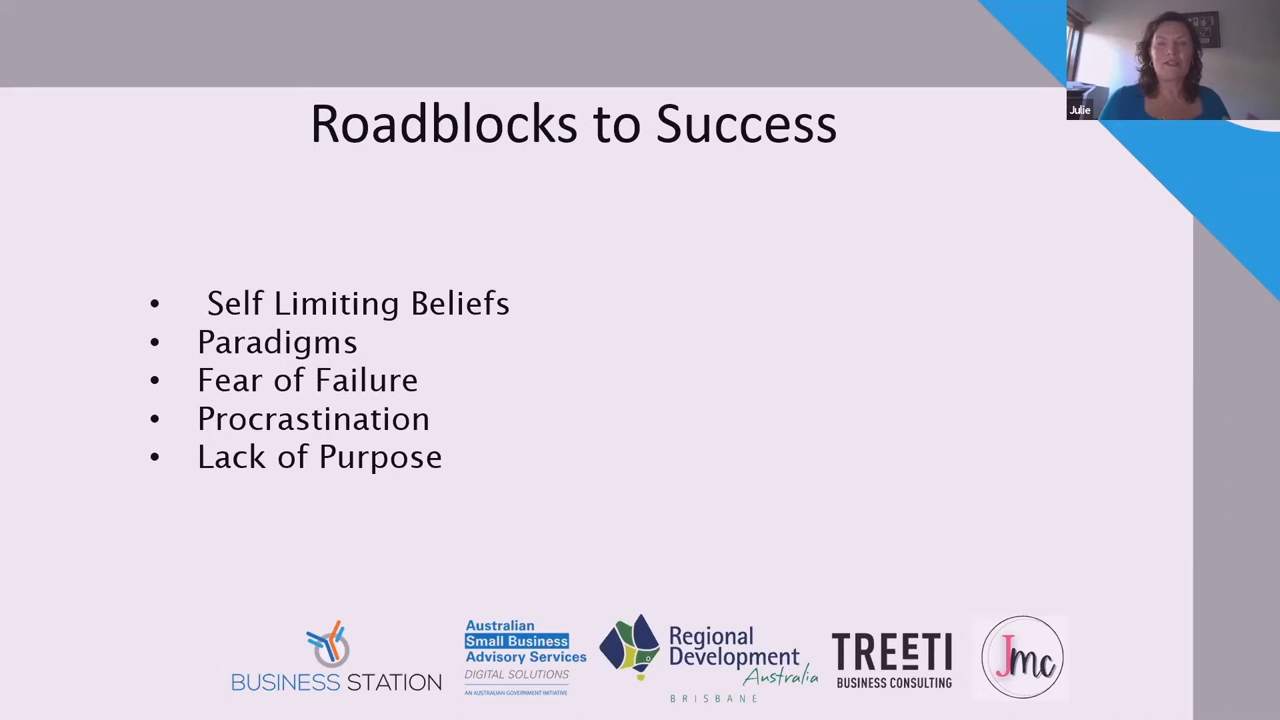 Julie
Roadblocks to Success
• Self Limiting Beliefs
• Paradigms
• Fear of Failure
• Procrastination
• Lack of Purpose
BUSINESS STATION
Australian
Small Business
Advisory Services
DIGITAL SOLUTIONS
AN AUSTRALIAN GOVERNMENT INITIATIVE
Regional
Development
Australia
BRISBANE
TREETI
BUSINESS CONSULTING
Jmc